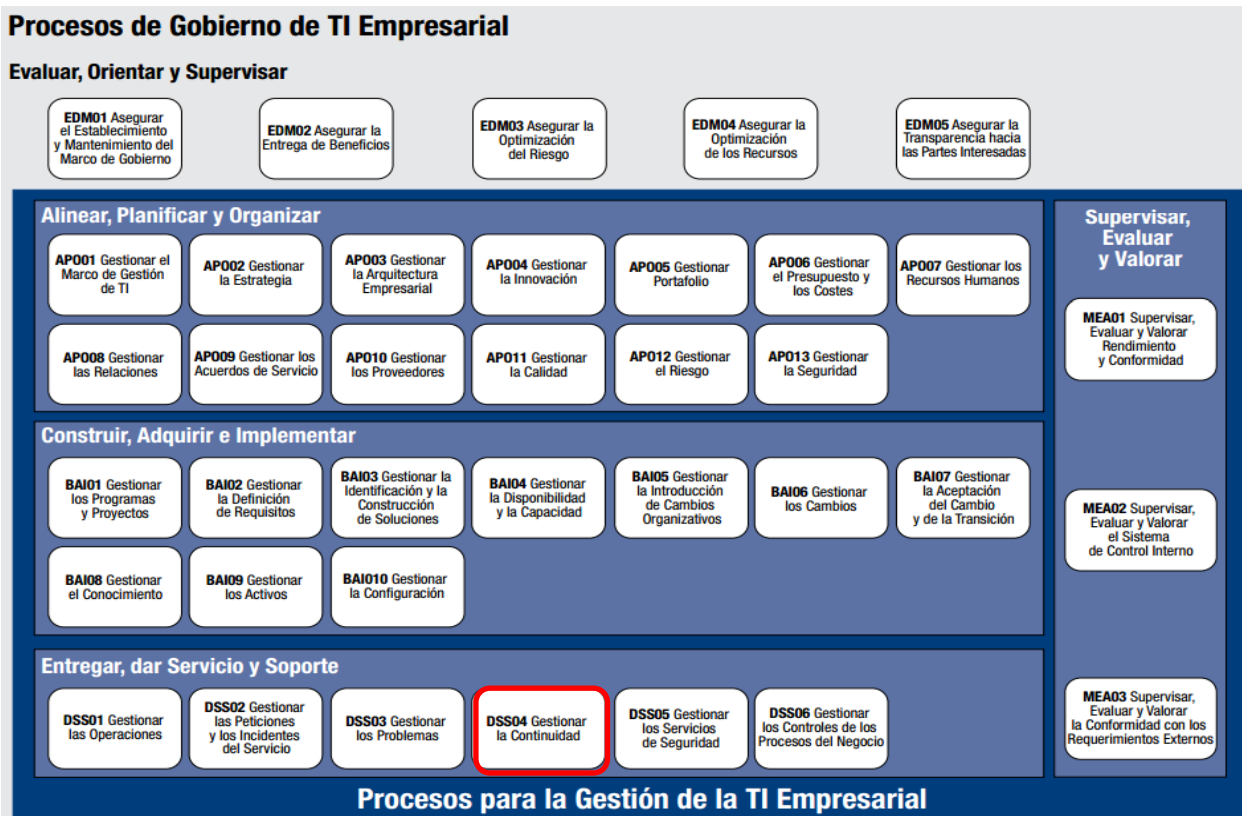 Procesos de Gobierno de TI Empresarial
Evaluar, Orientar y Supervisar
EDM01 Asegurar
el Establecimiento
y Mantenimiento del
Marco de Gobierno
EDM02 Asegurar la
Entrega de Beneficios
EDM03 Asegurar la
Optimización
del Riesgo
EDM04 Asegurar la
Optimización
de los Recursos
EDM05 Asegurar la
Transparencia hacia
las Partes Interesadas
Alinear, Planificar y Organizar
APO01 Gestionar el
Marco de Gestión
de TI
APO02 Gestionar
la Estrategia
APO03 Gestionar
la Arquitectura
Empresarial
APO04 Gestionar
la Innovación
APO05 Gestionar
Portafolio
APO06 Gestionar
el Presupuesto y
los Costes
APO07 Gestionar los
Recursos Humanos
APO08 Gestionar
las Relaciones
APO09 Gestionar los
Acuerdos de Servicio
APO10 Gestionar
los Proveedores
APO11 Gestionar
la Calidad
APO12 Gestionar
el Riesgo
APO13 Gestionar
la Seguridad
Construir, Adquirir e Implementar
BAI01 Gestionar
los Programas
y Proyectos
BAI02 Gestionar
la Definición
de Requisitos
BAI03 Gestionar la
Identificación y la
Construcción
de Soluciones
BAI04 Gestionar
la Disponibilidad
y la Capacidad
BAI05 Gestionar
la Introducción
de Cambios
Organizativos
BAI06 Gestionar
los Cambios
BAI07 Gestionar
la Aceptación
del Cambio
y de la Transición
BAI08 Gestionar
el Conocimiento
BAI09 Gestionar
los Activos
BAI010 Gestionar
la Configuración
Entregar, dar Servicio y Soporte
DSS01 Gestionar
las Operaciones
DSS02 Gestionar
las Peticiones
y los Incidentes
del Servicio
DSS03 Gestionar
los Problemas
DSS04 Gestionar
la Continuidad
DSS05 Gestionar
los Servicios
de Seguridad
DSS06 Gestionar
los Controles de los
Procesos del Negocio
Supervisar,
Evaluar
y Valorar
MEA01 Supervisar,
Evaluar y Valorar
Rendimiento
y Conformidad
MEA02 Supervisar,
Evaluar y Valorar
el Sistema
de Control Interno
MEA03 Supervisar,
Evaluar y Valorar
la Conformidad con los
Requerimientos Externos
Procesos para la Gestión de la TI Empresarial